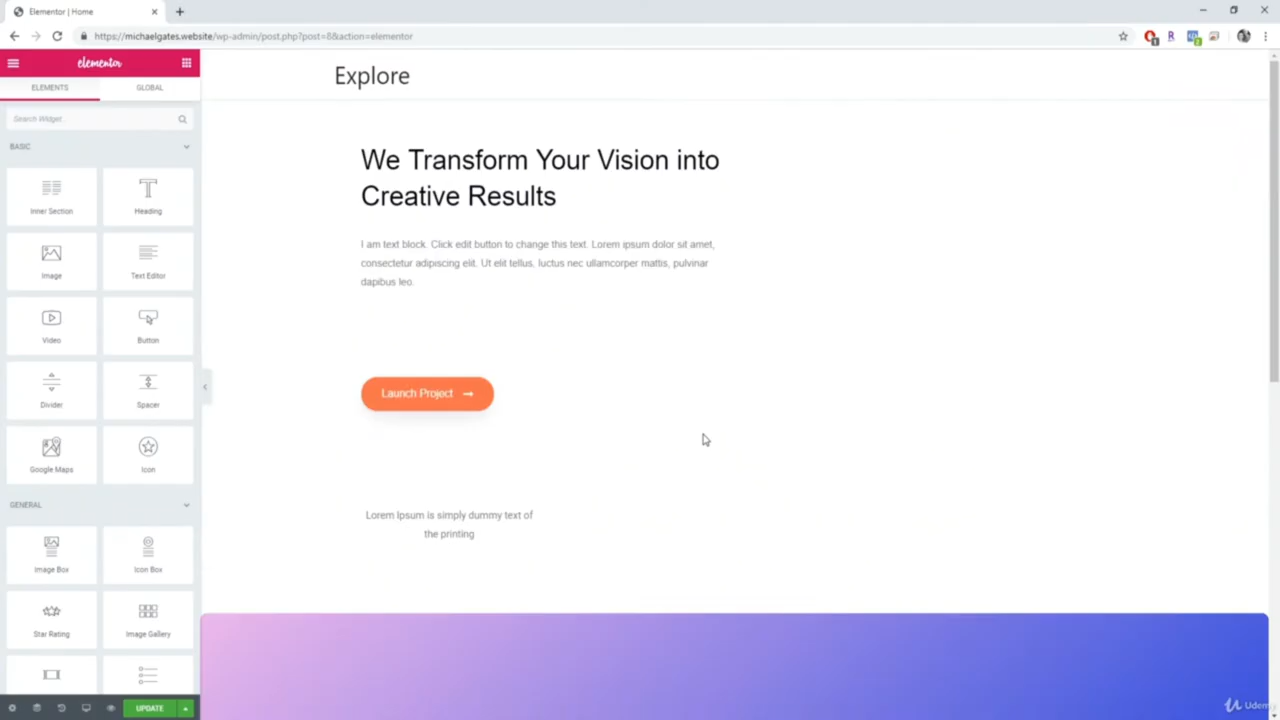 Elementor | Home
https://michaelgates.website/wp-admin/post.php?post=8&action=elementor
elementor
ELEMENTS GLOBAL
Search Widget
BASIC
Inner Section Heading
Image Text Editor
Video Button
Divider Spacer
Google Maps Icon
GENERAL
Image Box Icon Box
Star Rating Image Gallery
UPDATE
Explore
We Transform Your Vision into
Creative Results
I am text block. Click edit button to change this text. Lorem ipsum dolor sit amet,
consectetur adipiscing elit. Ut elit tellus, luctus nec ullamcorper mattis, pulvinar
dapibus leo.
Launch Project
Lorem Ipsum is simply dummy text of
the printing